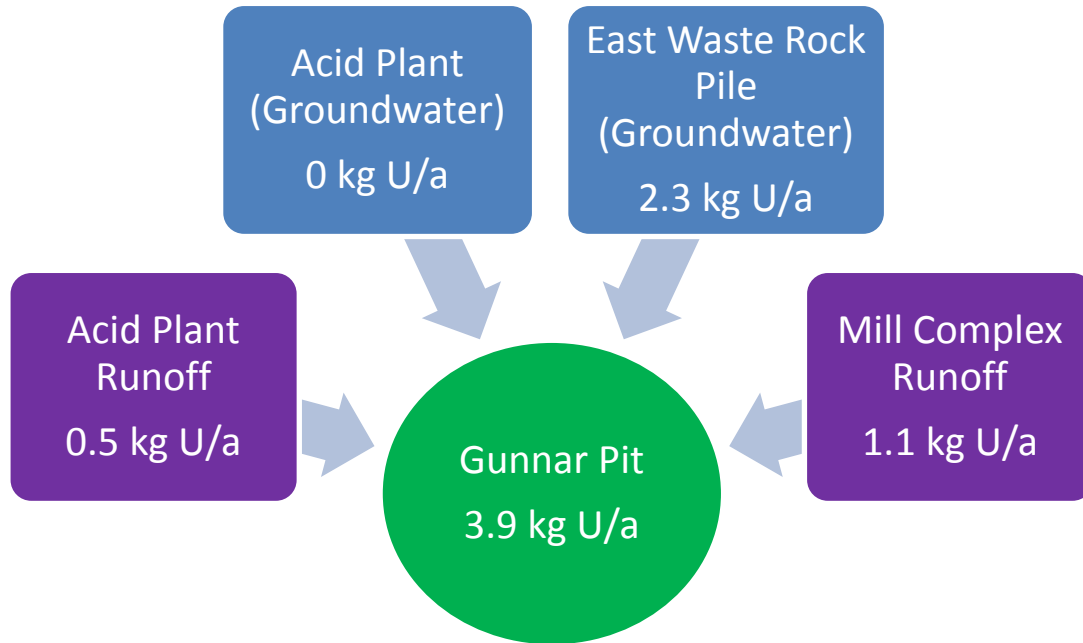 Acid Plant
(Groundwater)
0 kg U/a
East Waste Rock
Pile
(Groundwater)
2.3 kg U/a
Acid Plant
Runoff
0.5 kg U/a
Mill Complex
Runoff
1.1 kg U/a
Gunnar Pit
3.9 kg U/a